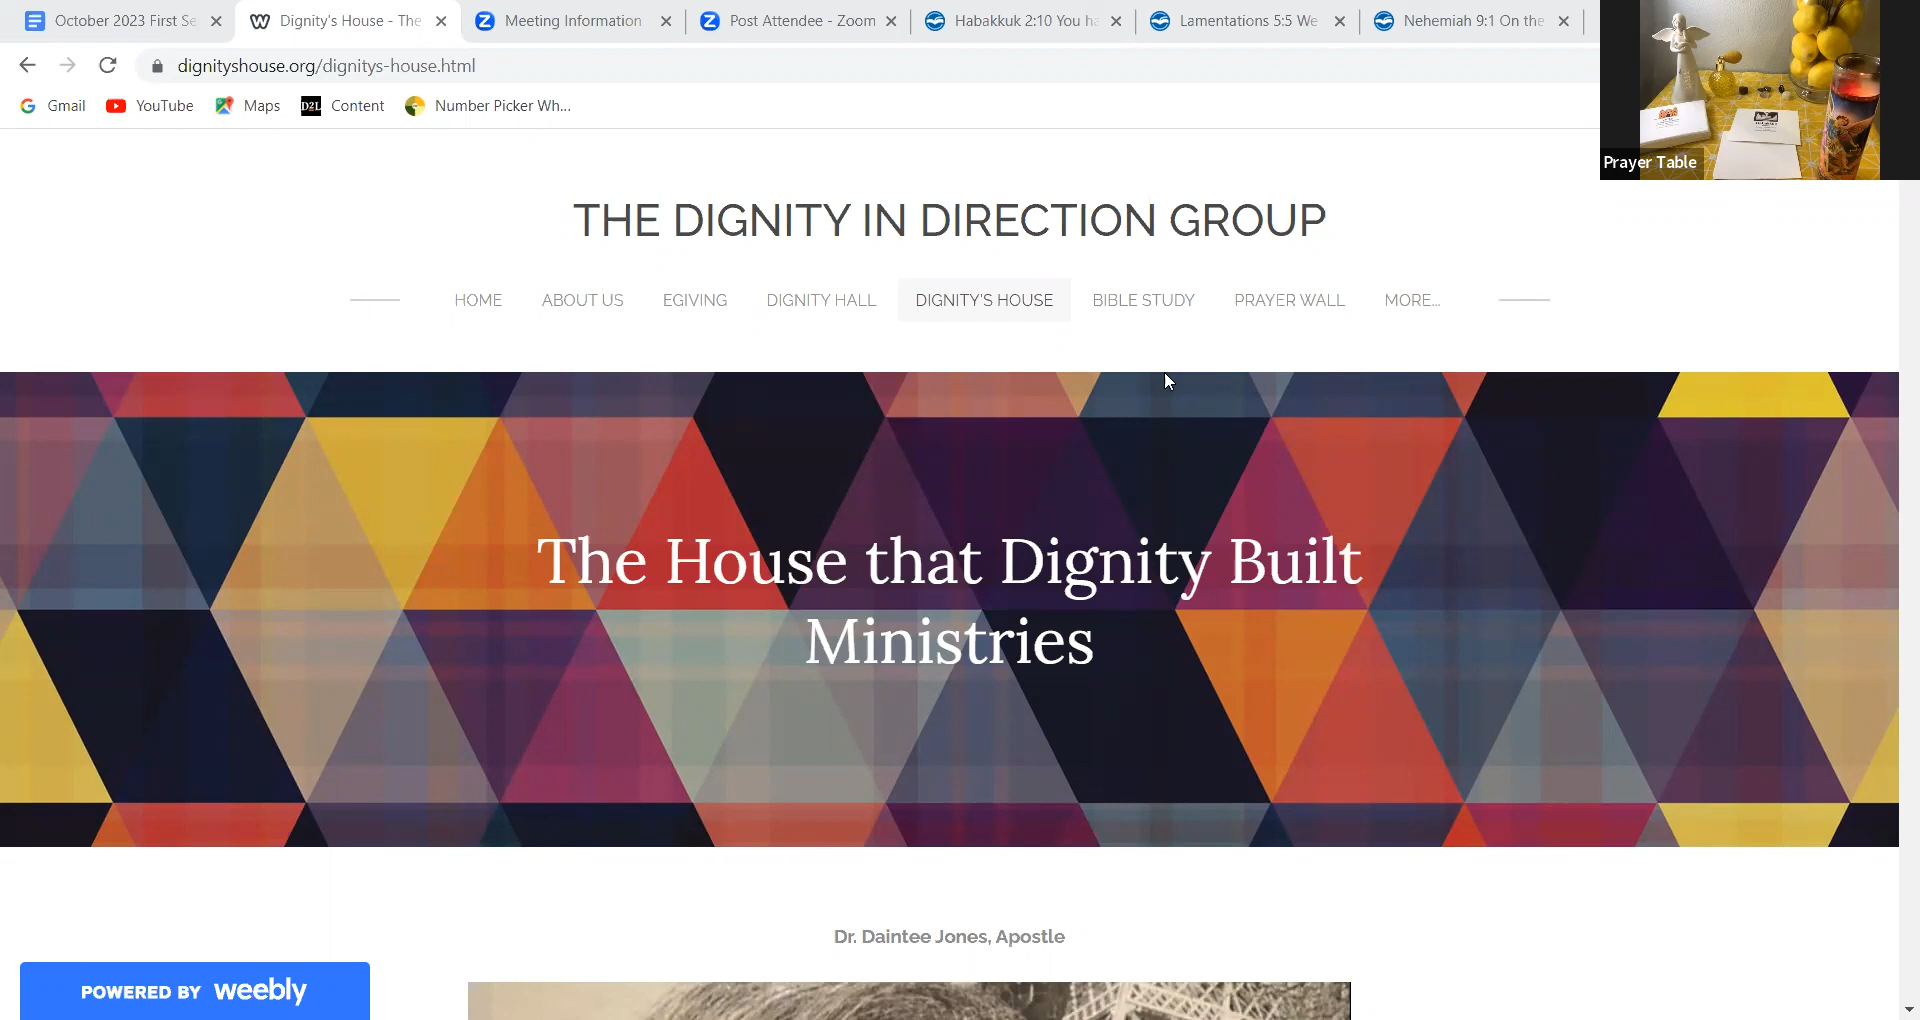 October 2023 First Se
Dignity's House - The
Meeting Information
Post Attendee - Zoom
Habakkuk 2:10 You ha
Lamentations 5:5 We
Nehemiah 9:1 On the
dignityshouse.org/dignitys-house.html
Gmail
YouTube
Maps
D2L
Content
Number Picker Wh...
Prayer Table
THE DIGNITY IN DIRECTION GROUP
HOME
ABOUT US
EGIVING
DIGNITY HALL
DIGNITY'S HOUSE
BIBLE STUDY
PRAYER WALL
MORE...
The House that Dignity Built
Ministries
Dr. Daintee Jones, Apostle
POWERED BY weebly